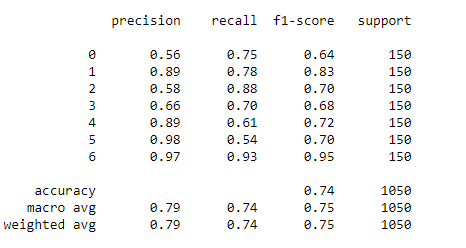 precision recall f1-score support
0 0.56 0.75 0.64 150
1 0.89 0.78 0.83 150
2 0.58 0.88 0.70 150
3 0.66 0.70 0.68 150
4 0.89 0.61 0.72 150
5 0.98 0.54 0.70 150
6 0.97 0.93 0.95 150
accuracy 0.74 1050
macro avg 0.79 0.74 0.75 1050
weighted avg 0.79 0.74 0.75 1050